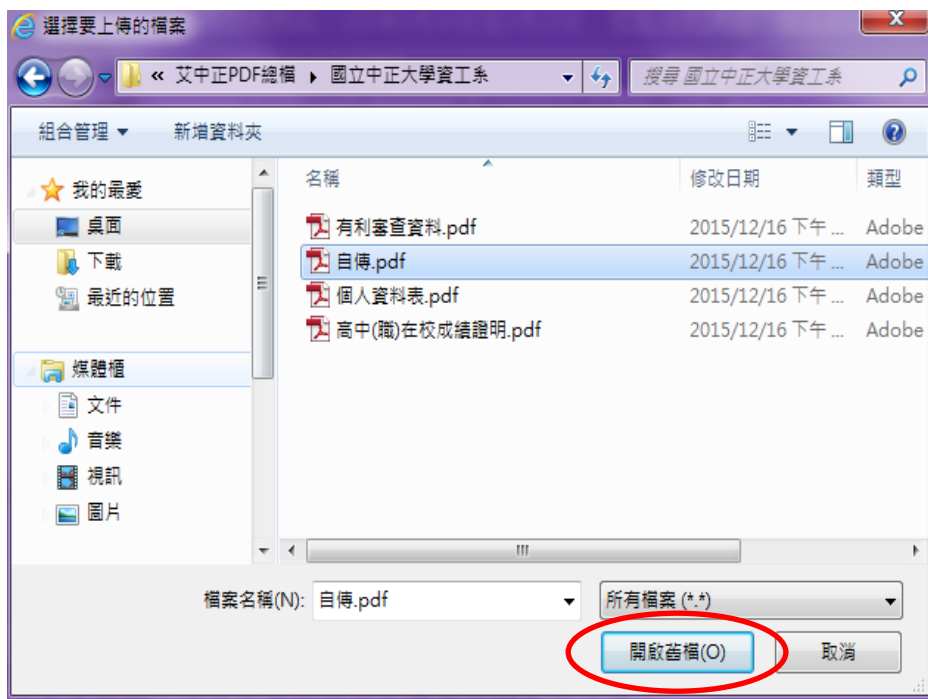 選擇要上傳的檔案
X
« 艾中正PDF總檔 ▸ 國立中正大學資工系
搜尋 國立中正大學資工系
組合管理 ▼ 新增資料夾
名稱 修改日期 類型
我的最愛
桌面
下載
最近的位置
媒體櫃
文件
音樂
視訊
圖片
有利審查資料.pdf 2015/12/16 下午 ... Adobe
自傳.pdf 2015/12/16 下午 ... Adobe
個人資料表.pdf 2015/12/16 下午 ... Adobe
高中(職)在校成績證明.pdf 2015/12/16 下午 ... Adobe
檔案名稱(N): 自傳.pdf 所有檔案 (*.*)
開啟舊檔(O) 取消